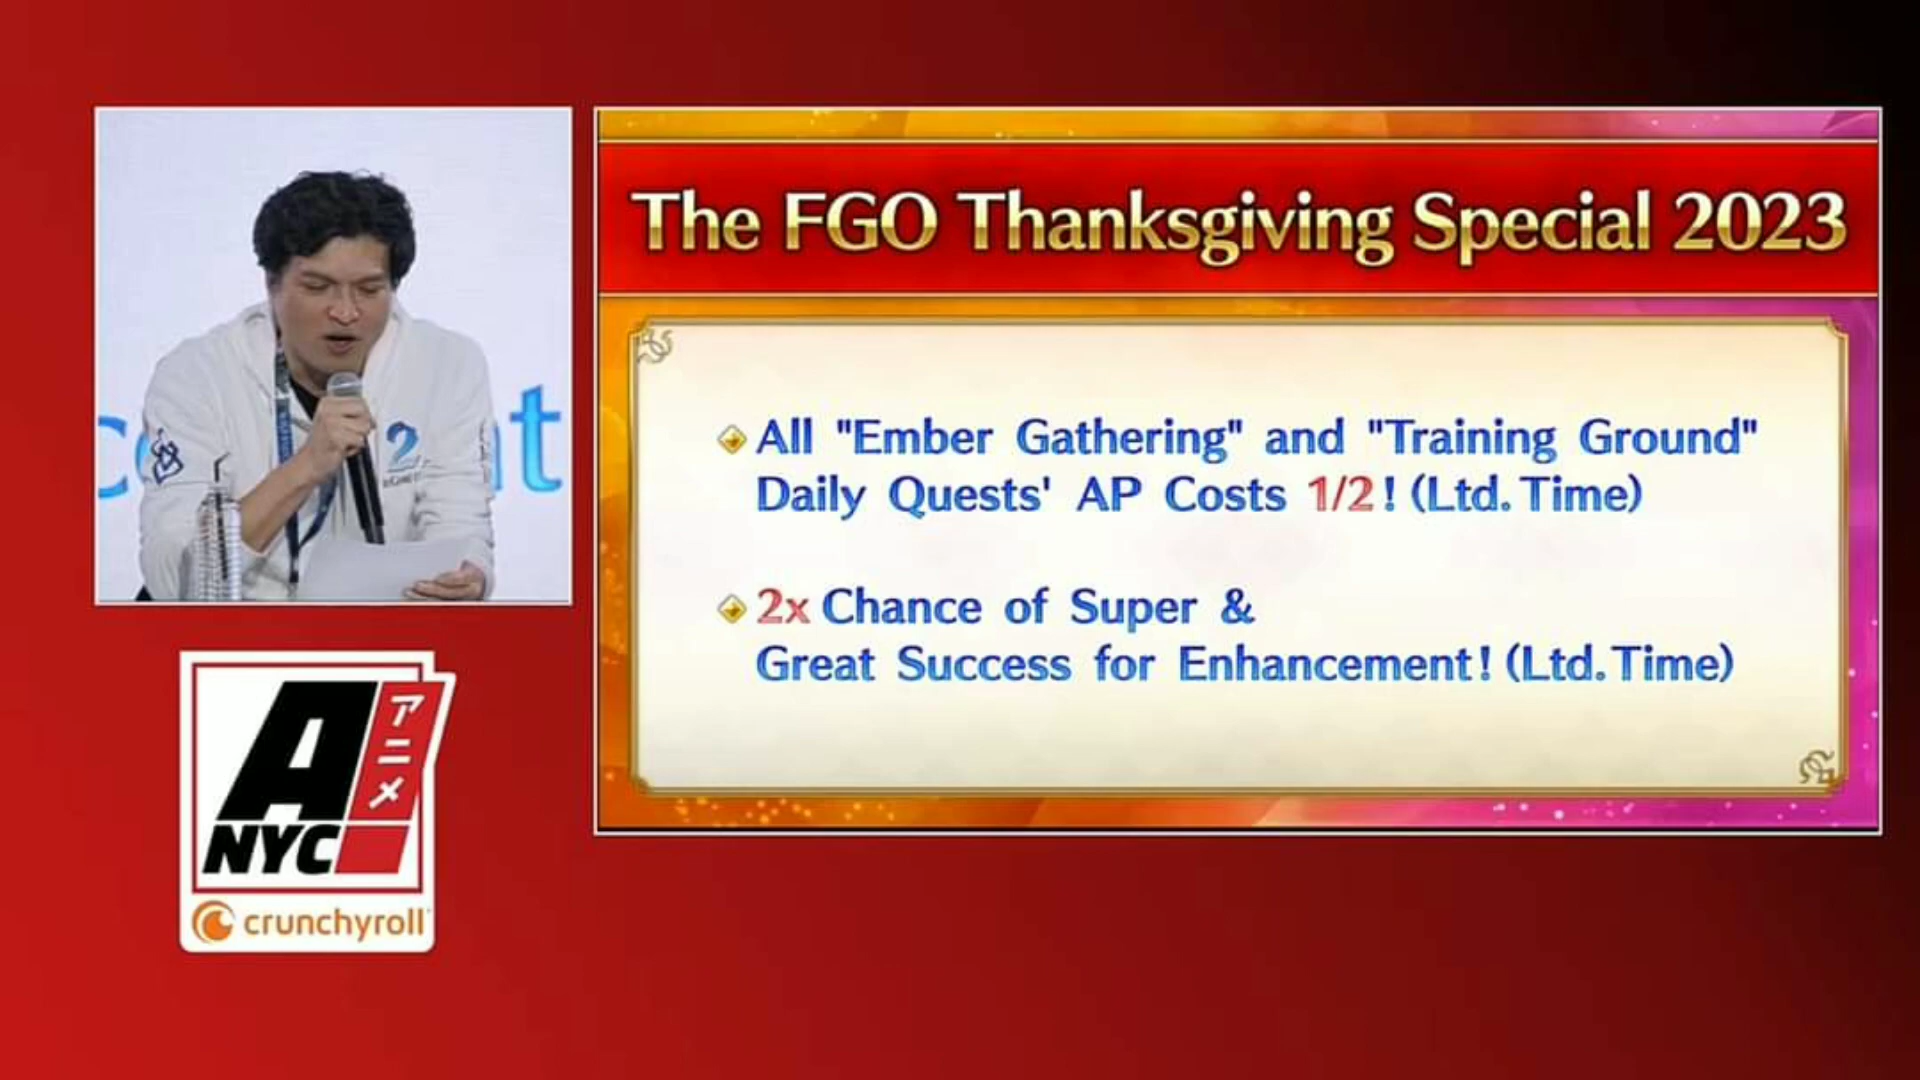 The FGO Thanksgiving Special 2023
All "Ember Gathering" and "Training Ground"
Daily Quests' AP Costs 1/2! (Ltd. Time)
2x Chance of Super &
Great Success for Enhancement! (Ltd. Time)
2
t
A
アニメ
NYC
crunchyroll